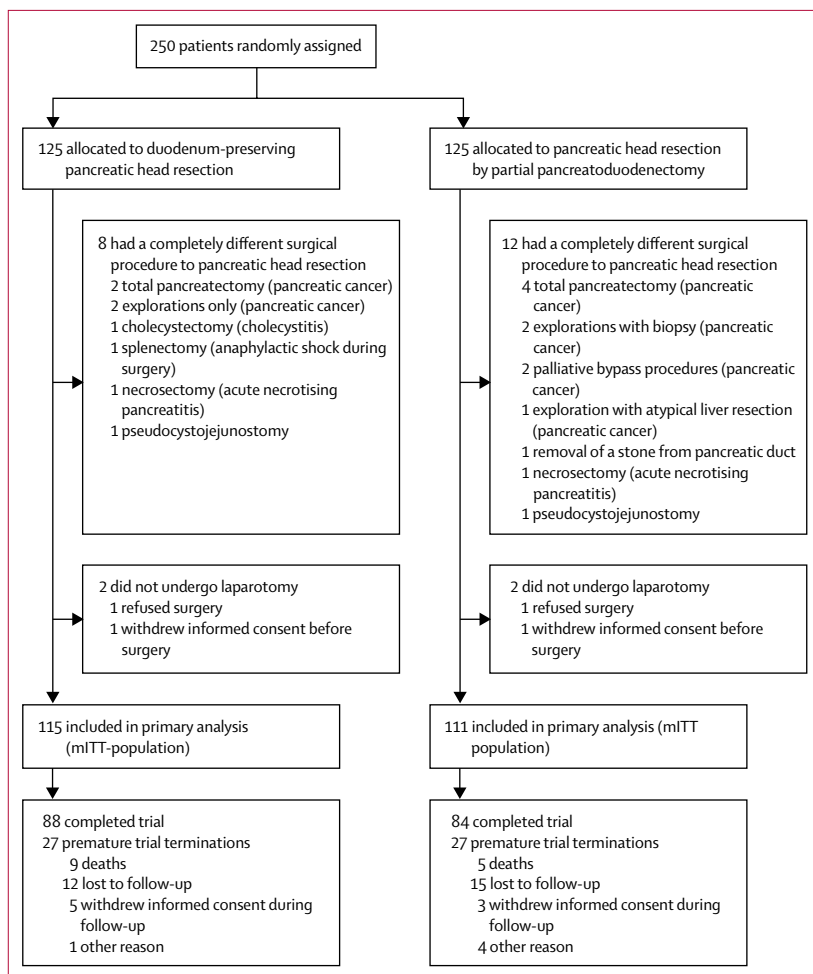 250 patients randomly assigned
125 allocated to duodenum-preserving
pancreatic head resection
8 had a completely different surgical
procedure to pancreatic head resection
2 total pancreatectomy (pancreatic cancer)
2 explorations only (pancreatic cancer)
1 cholecystectomy (cholecystitis)
1 splenectomy (anaphylactic shock during
surgery)
1 necrosectomy (acute necrotising
pancreatitis)
1 pseudocystojejunostomy
2 did not undergo laparotomy
1 refused surgery
1 withdrew informed consent before
surgery
115 included in primary analysis
(mITT-population)
88 completed trial
27 premature trial terminations
9 deaths
12 lost to follow-up
5 withdrew informed consent during
follow-up
1 other reason
125 allocated to pancreatic head resection
by partial pancreatoduodenectomy
12 had a completely different surgical
procedure to pancreatic head resection
4 total pancreatectomy (pancreatic
cancer)
2 explorations with biopsy (pancreatic
cancer)
2 palliative bypass procedures (pancreatic
cancer)
1 exploration with atypical liver resection
(pancreatic cancer)
1 removal of a stone from pancreatic duct
1 necrosectomy (acute necrotising
pancreatitis)
1 pseudocystojejunostomy
2 did not undergo laparotomy
1 refused surgery
1 withdrew informed consent before
surgery
111 included in primary analysis (mITT
population)
84 completed trial
27 premature trial terminations
5 deaths
15 lost to follow-up
3 withdrew informed consent during
follow-up
4 other reason